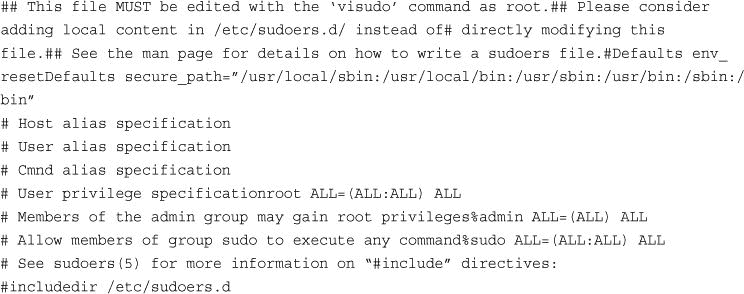 ## This file MUST be edited with the ‘visudo’ command as root.## Please consider
adding local content in /etc/sudoers.d/ instead of# directly modifying this
file.## See the man page for details on how to write a sudoers file.#Defaults env_
resetDefaults secure_path=”/usr/local/sbin:/usr/local/bin:/usr/sbin:/usr/bin:/sbin:/
bin”
# Host alias specification
# User alias specification
# Cmnd alias specification
# User privilege specificationroot ALL=(ALL:ALL) ALL
# Members of the admin group may gain root privileges%admin ALL=(ALL) ALL
# Allow members of group sudo to execute any command%sudo ALL=(ALL:ALL) ALL
# See sudoers(5) for more information on “#include” directives:
#includedir /etc/sudoers.d